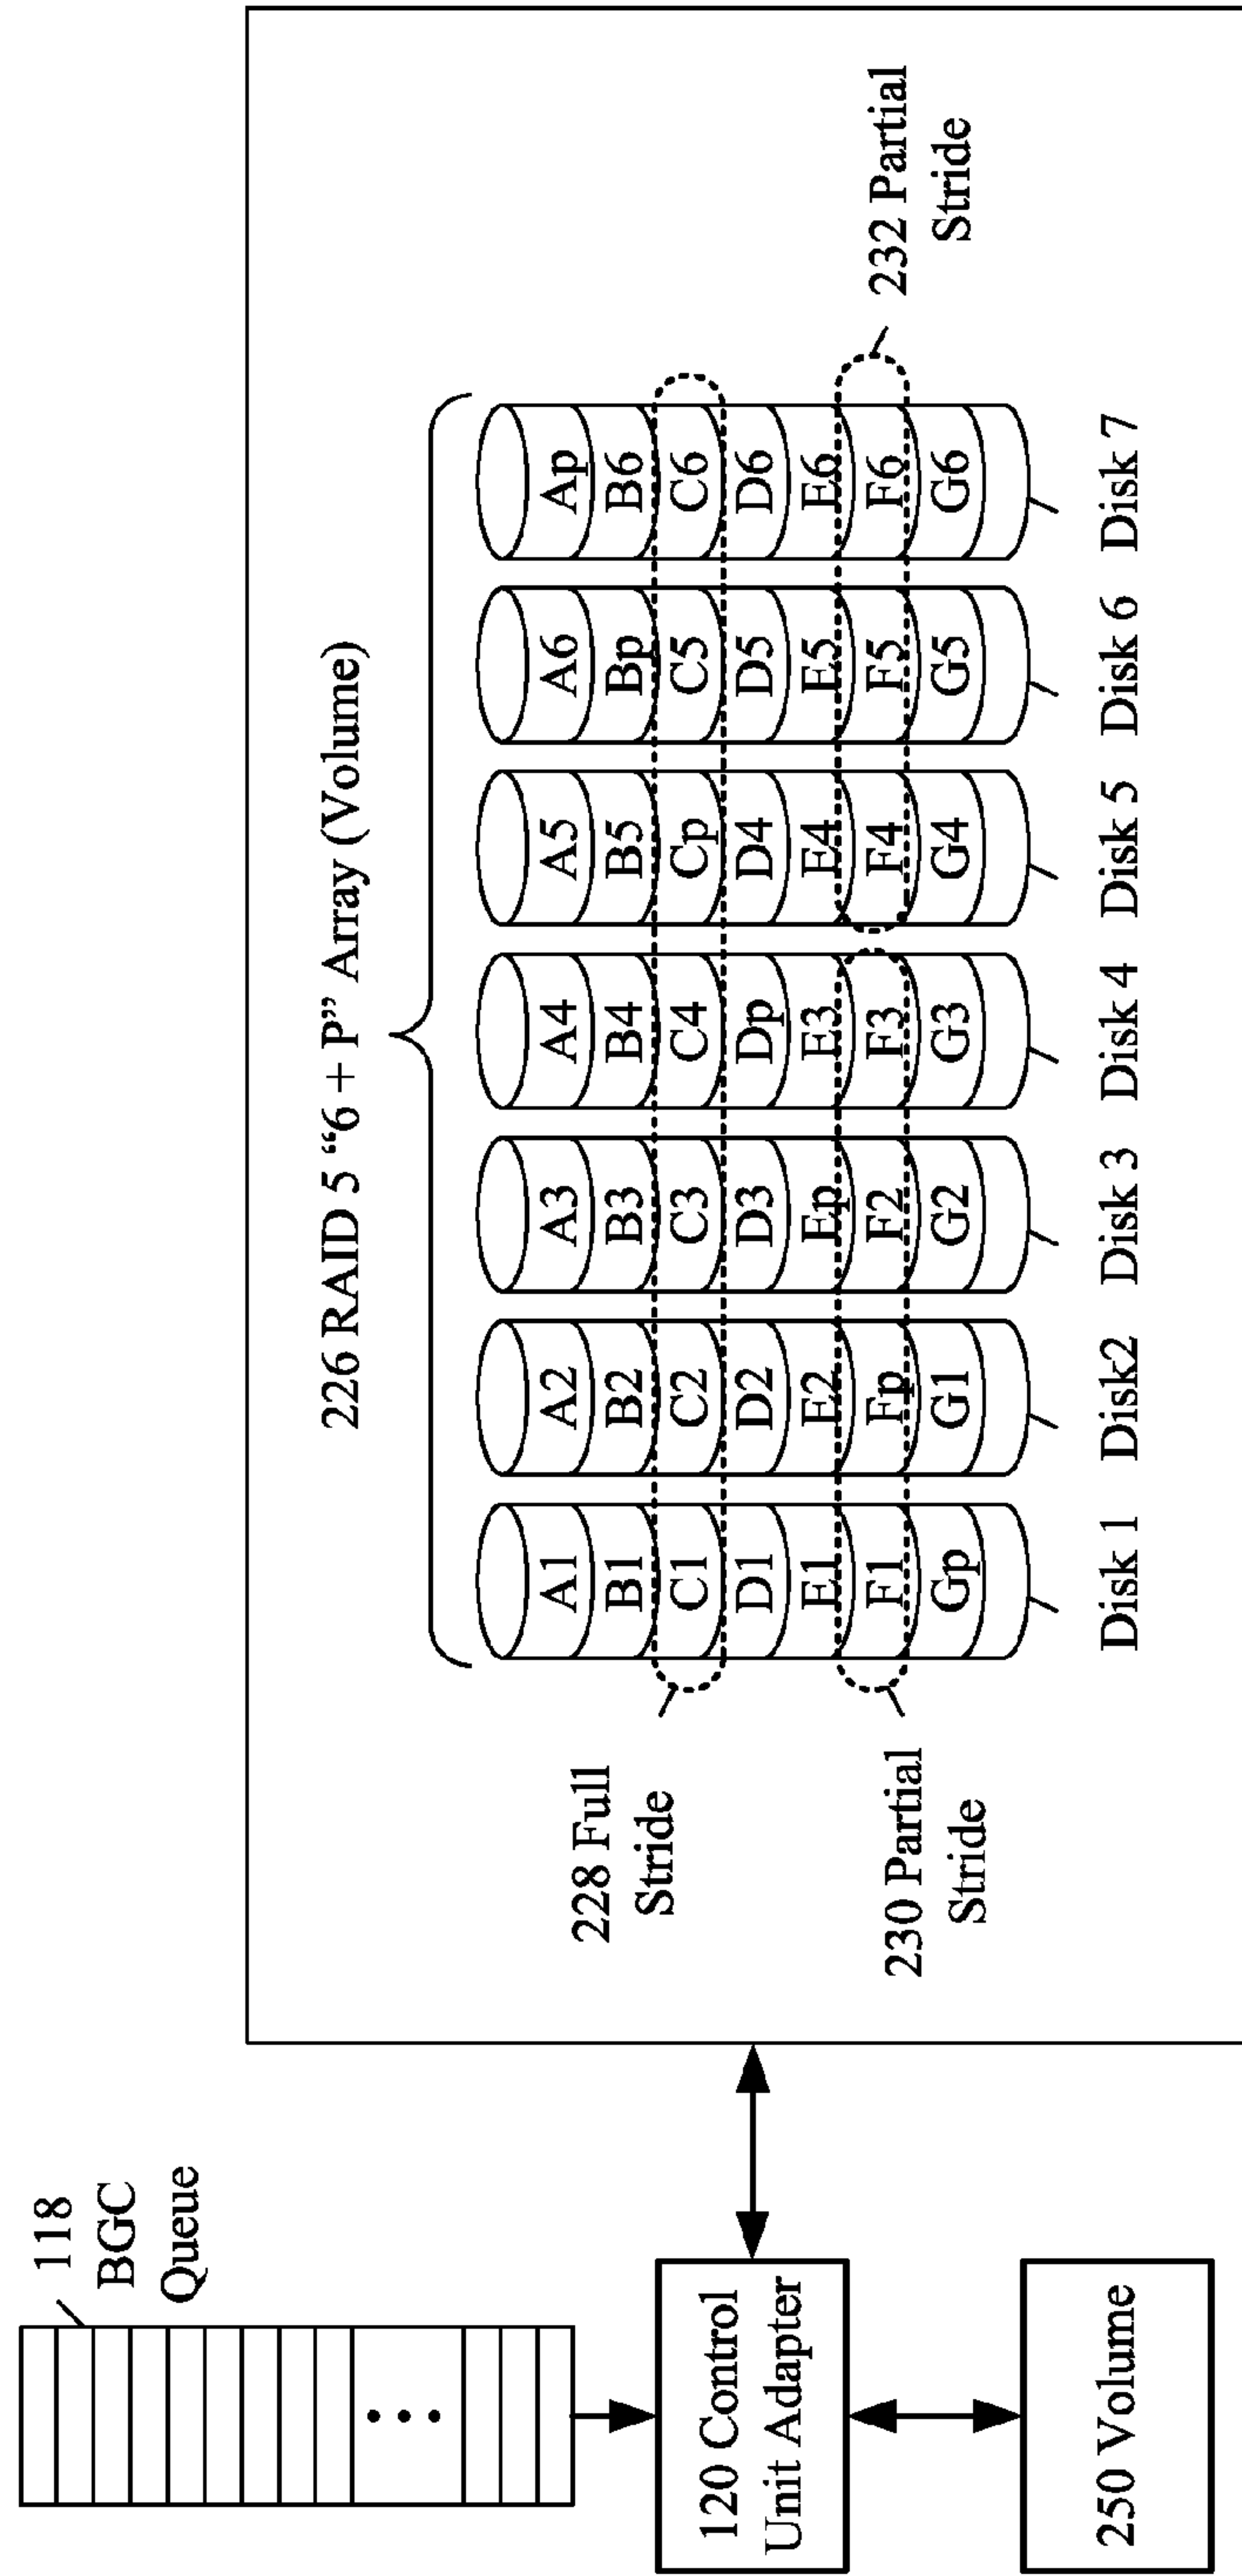 118
BGC
Queue
120 Control
Unit Adapter
250 Volume
226 RAID 5 “6 + P” Array (Volume)
228 Full
Stride
230 Partial
Stride
232 Partial
Stride
A1 A2 A3 A4 A5 A6 Ap
B1 B2 B3 B4 B5 Bp B6
C1 C2 C3 C4 Cp C5 C6
D1 D2 D3 Dp D4 D5 D6
E1 E2 Ep E3 E4 E5 E6
F1 Fp F2 F3 F4 F5 F6
Gp G1 G2 G3 G4 G5 G6
Disk 1 Disk2 Disk 3 Disk 4 Disk 5 Disk 6 Disk 7